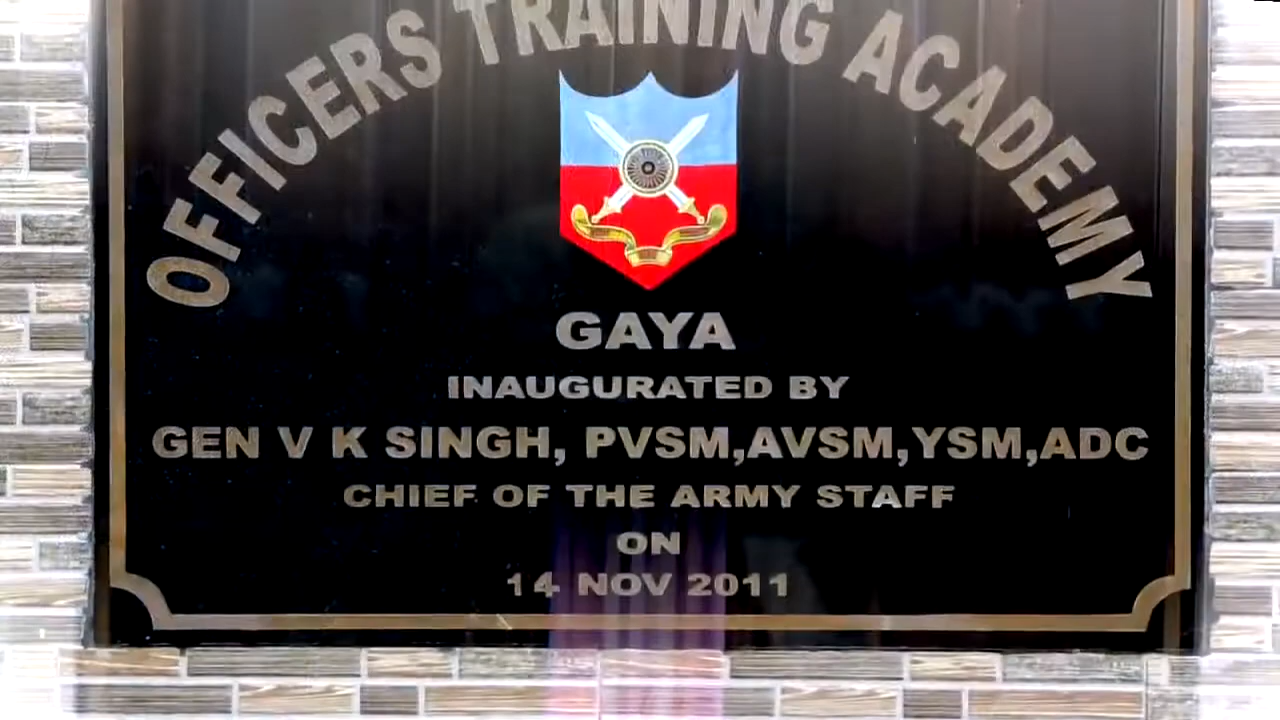 OFFICERS TRAINING ACADEMY
GAYA
INAUGURATED BY
GEN V K SINGH, PVSM,AVSM,YSM,ADC
CHIEF OF THE ARMY STAFF
ON
14 NOV 2011